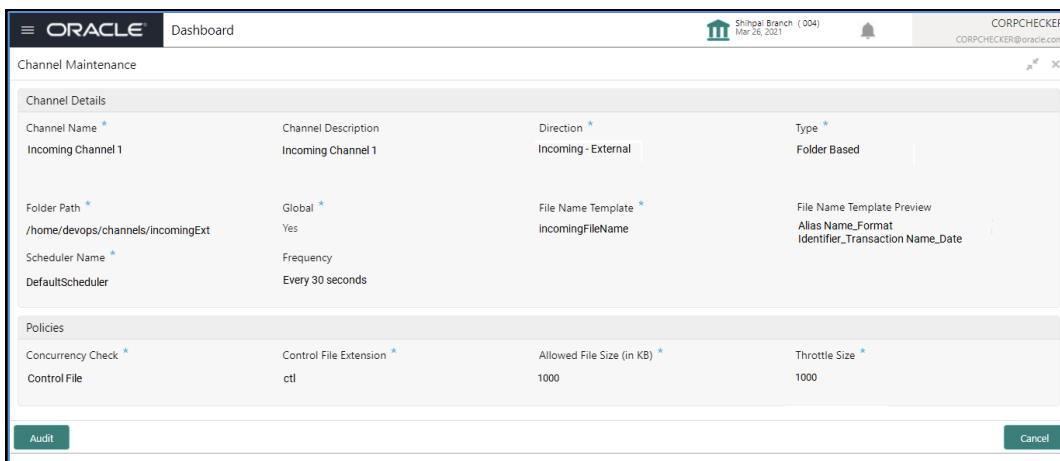 ORACLE Dashboard Shihpal Branch ( 004) CORPCHECKER
Mar 26, 2021 CORPCHECKER@oracle.com
Channel Maintenance
Channel Details
Channel Name * Channel Description Direction * Type *
Incoming Channel 1 Incoming Channel 1 Incoming - External Folder Based
Folder Path * Global * File Name Template * File Name Template Preview
/home/devops/channels/incomingExt Yes incomingFileName Alias Name_Format
Identifier_Transaction Name_Date
Scheduler Name * Frequency
DefaultScheduler Every 30 seconds
Policies
Concurrency Check * Control File Extension * Allowed File Size (in KB) * Throttle Size *
Control File ctl 1000 1000
Audit Cancel